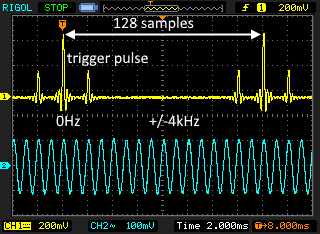 RIGOL STOP f 1 200mV
T
128 samples
trigger pulse
1
0Hz +/-4kHz
2
CH1 200mV CH2~ 100mV Time 2.000ms T→8.000ms